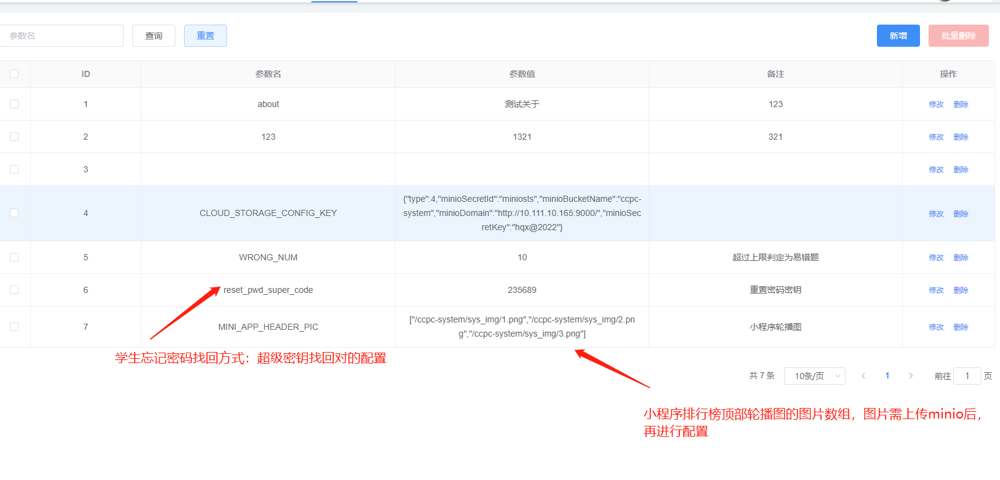 参数名
查询
重置
新增
批量删除
ID
参数名
参数值
备注
操作
1
about
测试关于
123
修改
删除
2
123
1321
321
修改
删除
3
修改
删除
4
CLOUD_STORAGE_CONFIG_KEY
{"type":4,"minioSecretId":"miniosts","minioBucketName":"ccpc-
system","minioDomain":"http://10.111.10.165:9000/","minioSec
retKey":"hqx@2022"}
修改
删除
5
WRONG_NUM
10
超过上限判定为易错题
修改
删除
6
reset_pwd_super_code
235689
重置密码密钥
修改
删除
7
MINI_APP_HEADER_PIC
["/ccpc-system/sys_img/1.png","/ccpc-system/sys_img/2.pn
g","/ccpc-system/sys_img/3.png"]
小程序轮播图
修改
删除
学生忘记密码找回方式：超级密钥找回对的配置
共 7 条
10条/页
1
前往
1
页
小程序排行榜顶部轮播图的图片数组，图片需上传minio后，
再进行配置